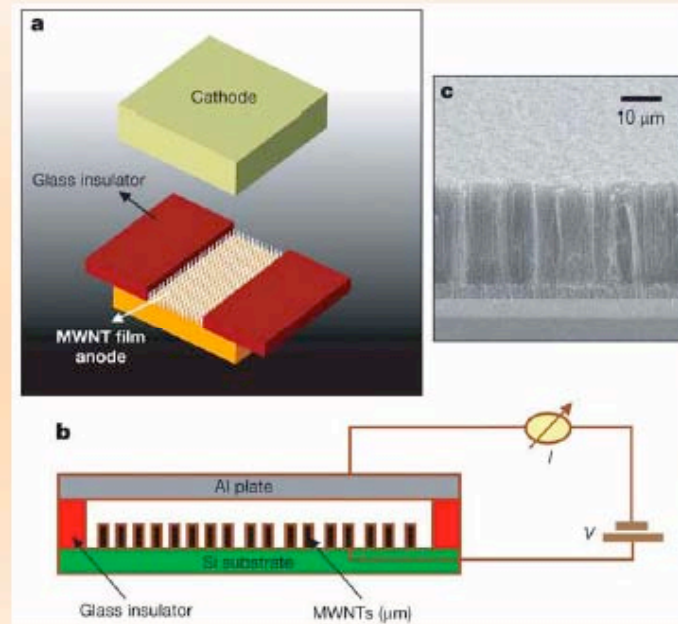 a
Cathode
Glass insulator
MWNT film
anode
c
10 μm
b
I
Al plate
V
Si substrate
Glass insulator
MWNTs (μm)